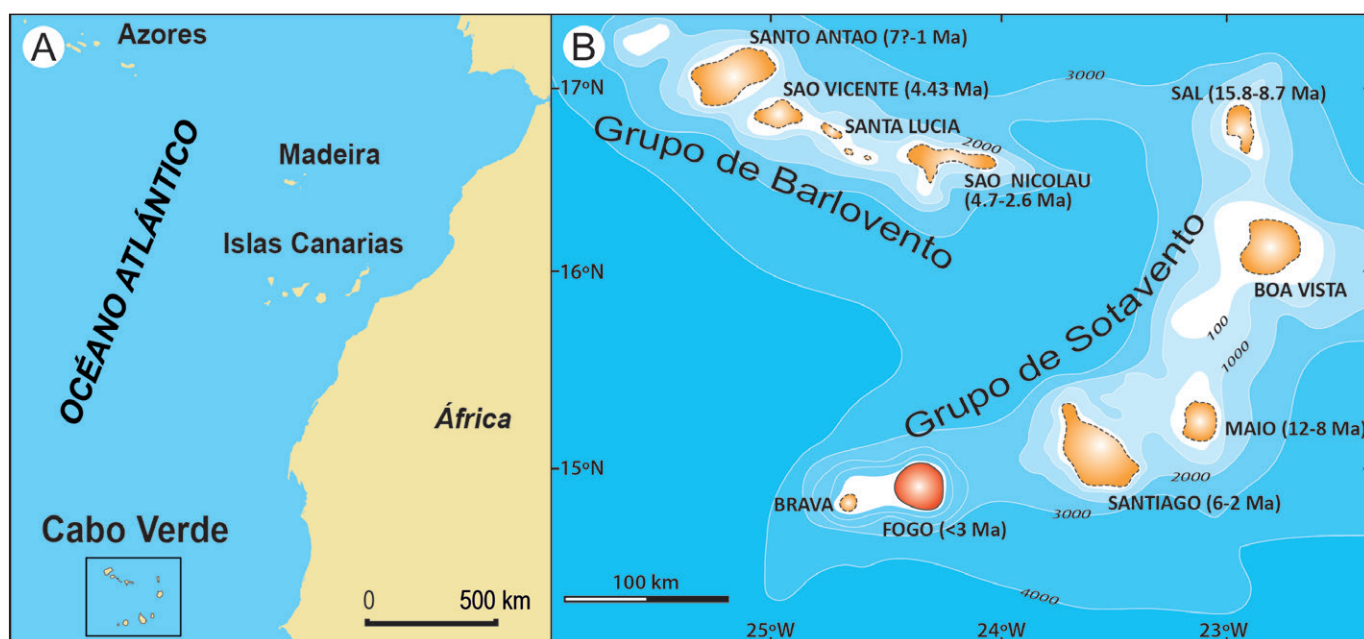 A
Azores
Madeira
Islas Canarias
OCÉANO ATLÁNTICO
África
Cabo Verde
0 500 km
B
SANTO ANTAO (7?-1 Ma)
3000
17ºN
SAO VICENTE (4.43 Ma)
SAL (15.8-8.7 Ma)
SANTA LUCIA
2000
Grupo de Barlovento
SAO NICOLAU
(4.7-2.6 Ma)
16ºN
BOA VISTA
Grupo de Sotavento
100
1000
MAIO (12-8 Ma)
15ºN
2000
BRAVA
SANTIAGO (6-2 Ma)
FOGO (<3 Ma)
3000
100 km
4000
25ºW
24ºW
23ºW